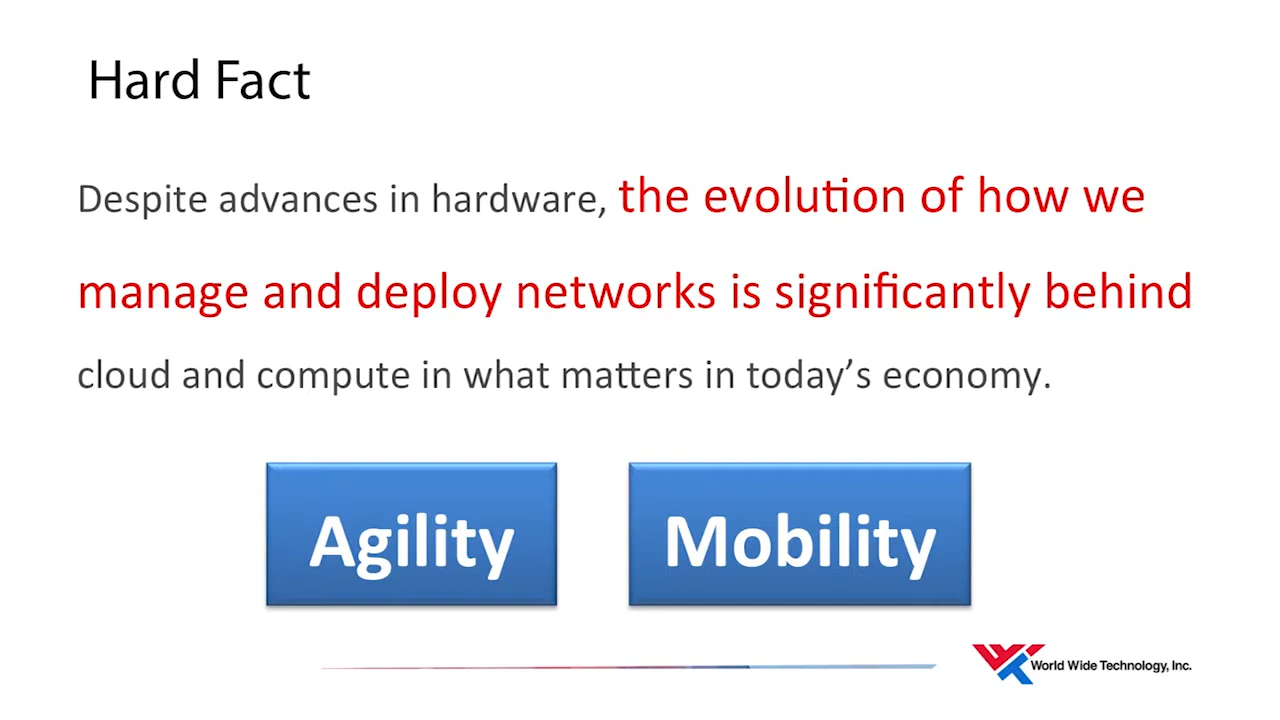 Hard Fact
Despite advances in hardware, the evolution of how we
manage and deploy networks is significantly behind
cloud and compute in what matters in today’s economy.
Agility
Mobility
World Wide Technology, Inc.